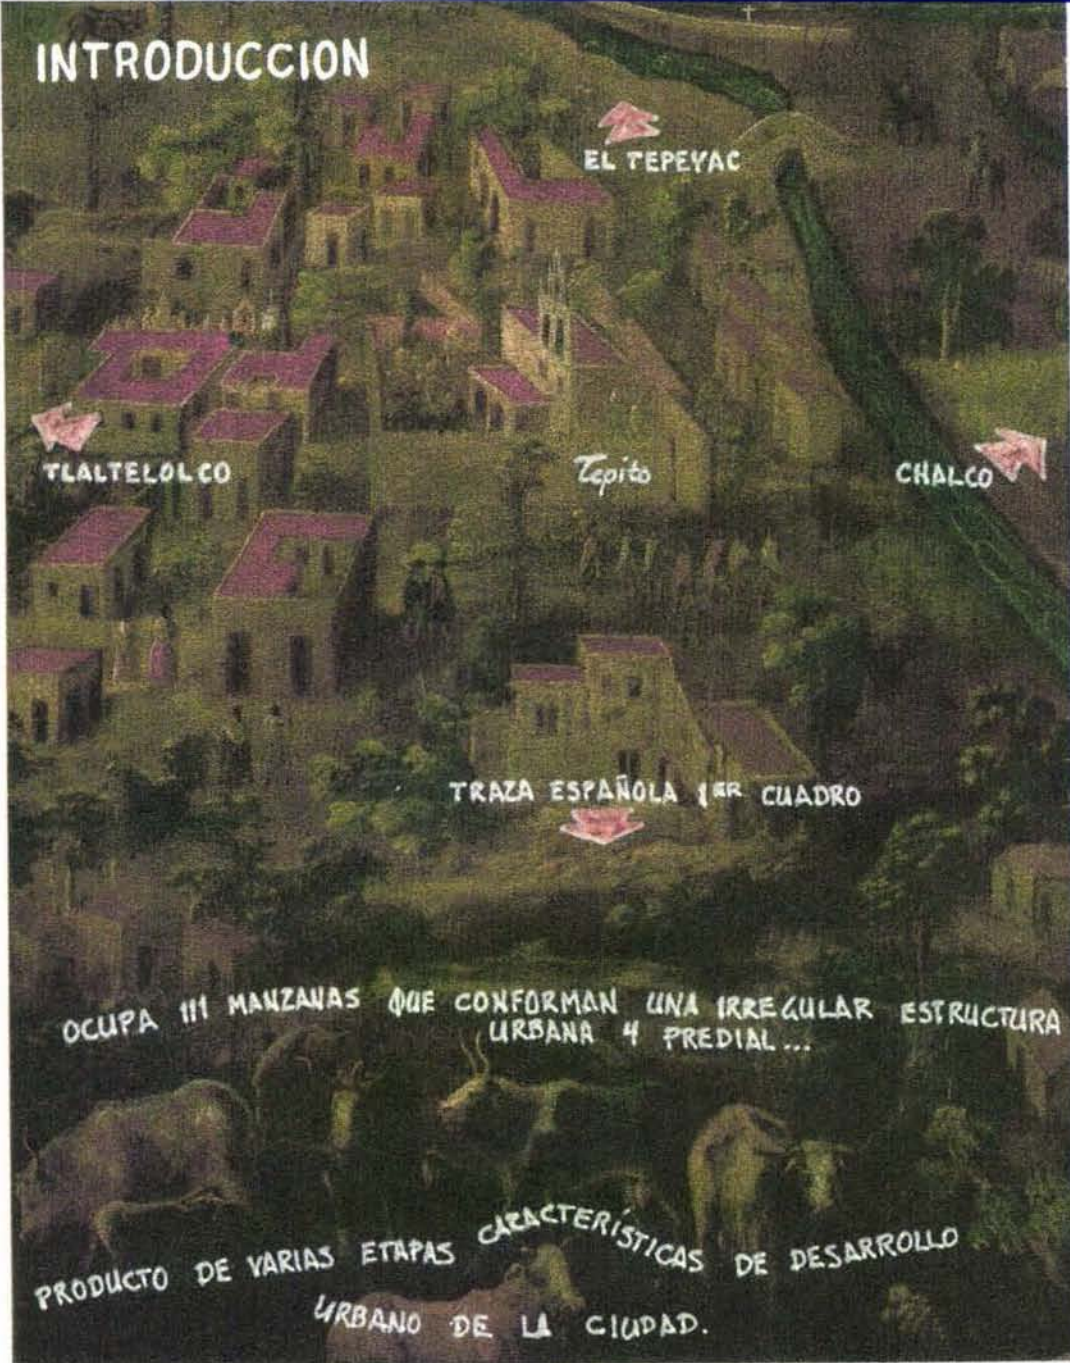 INTRODUCCION
EL TEPEYAC
TLALTELOLCO
Tepito
CHALCO
TRAZA ESPAÑOLA 1ER CUADRO
OCUPA 111 MANZANAS QUE CONFORMAN UNA IRREGULAR ESTRUCTURA
URBANA Y PREDIAL...
PRODUCTO DE VARIAS ETAPAS CARACTERÍSTICAS DE DESARROLLO
URBANO DE LA CIUDAD.